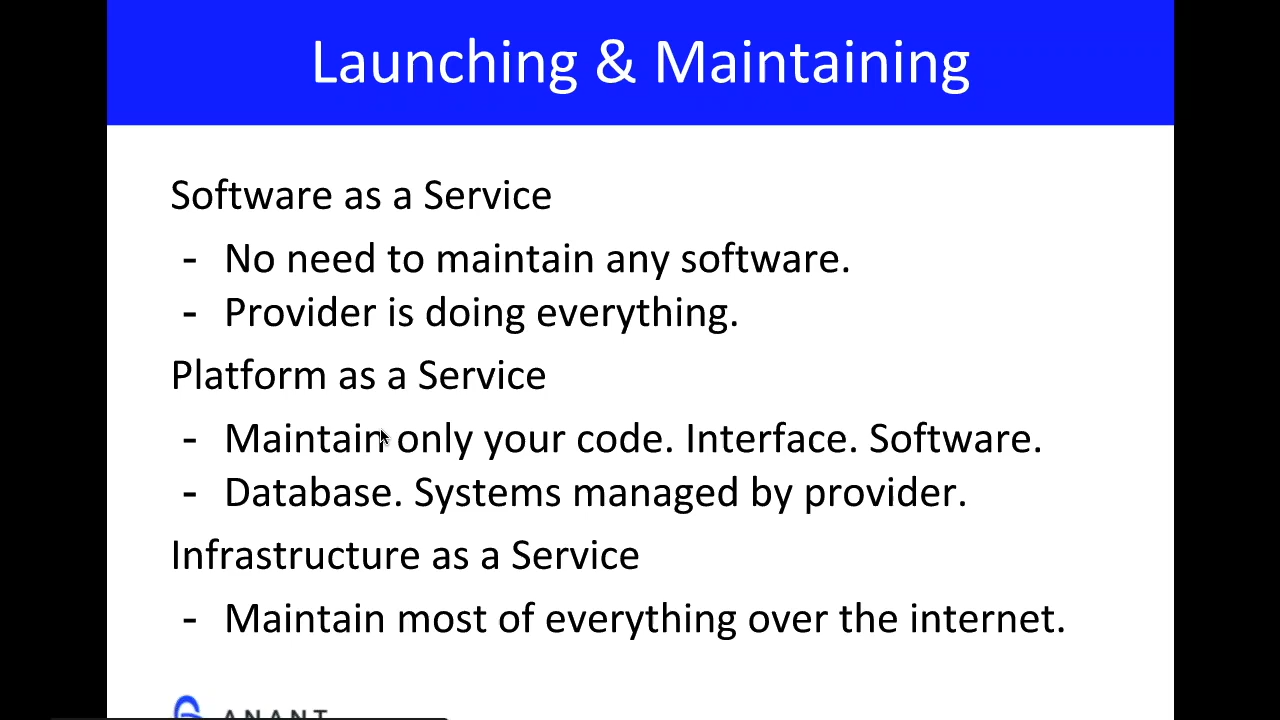 Launching & Maintaining
Software as a Service
- No need to maintain any software.
- Provider is doing everything.
Platform as a Service
- Maintain only your code. Interface. Software.
- Database. Systems managed by provider.
Infrastructure as a Service
- Maintain most of everything over the internet.
ANANT